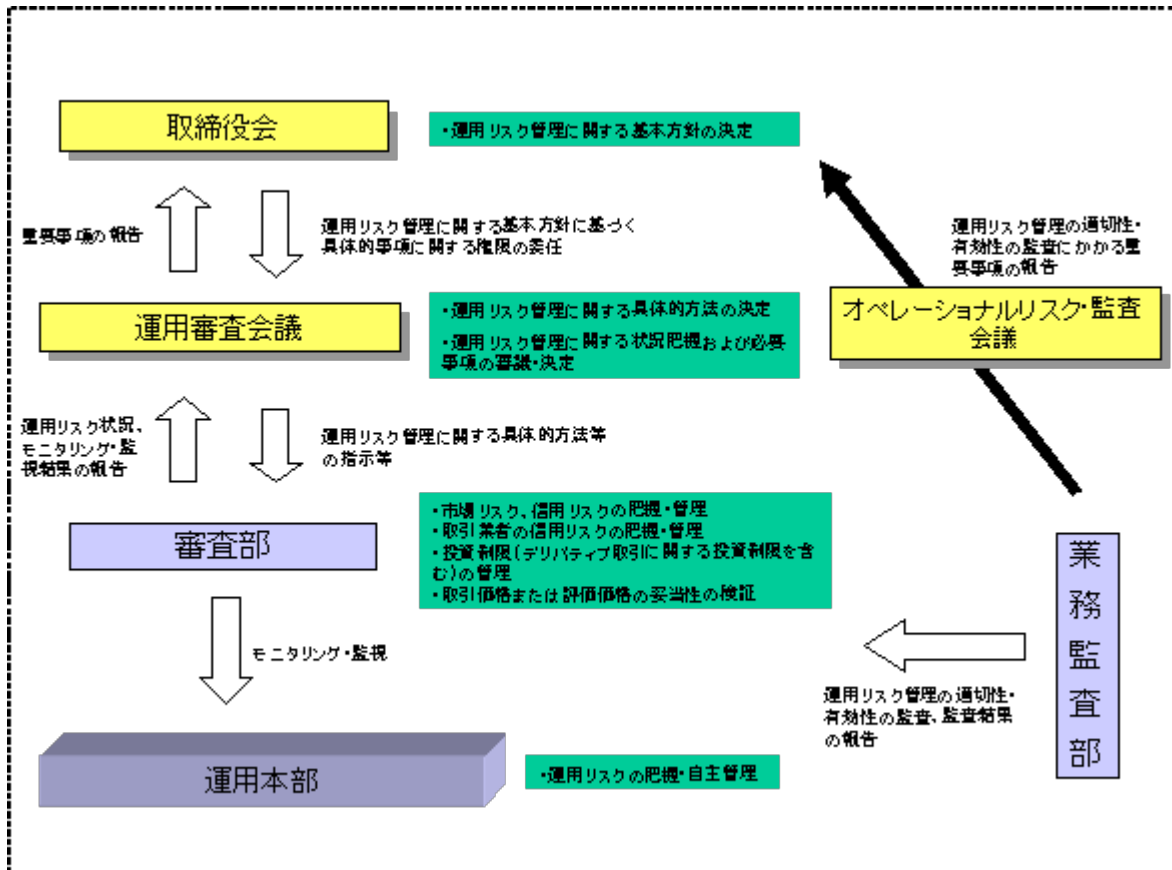 取締役会
・運用リスク管理に関する基本方針の決定
重要事項の報告
運用リスク管理に関する基本方針に基づく
具体的事項に関する権限の委任
運用リスク管理の適切性・
有効性の監査にかかる重
要事項の報告
運用審査会議
・運用リスク管理に関する具体的方法の決定
・運用リスク管理に関する状況把握および必要
事項の審議・決定
オペレーショナルリスク・監査
会議
運用リスク状況、
モニタリング・監
視結果の報告
運用リスク管理に関する具体的方法等
の指示等
審査部
・市場リスク、信用リスクの把握・管理
・取引業者の信用リスクの把握・管理
・投資制限（デリバティブ取引に関する投資制限を含
む）の管理
・取引価格または評価価格の妥当性の検証
業務監査部
モニタリング・監視
運用リスク管理の適切性・
有効性の監査、監査結果
の報告
運用本部
・運用リスクの把握・自主管理